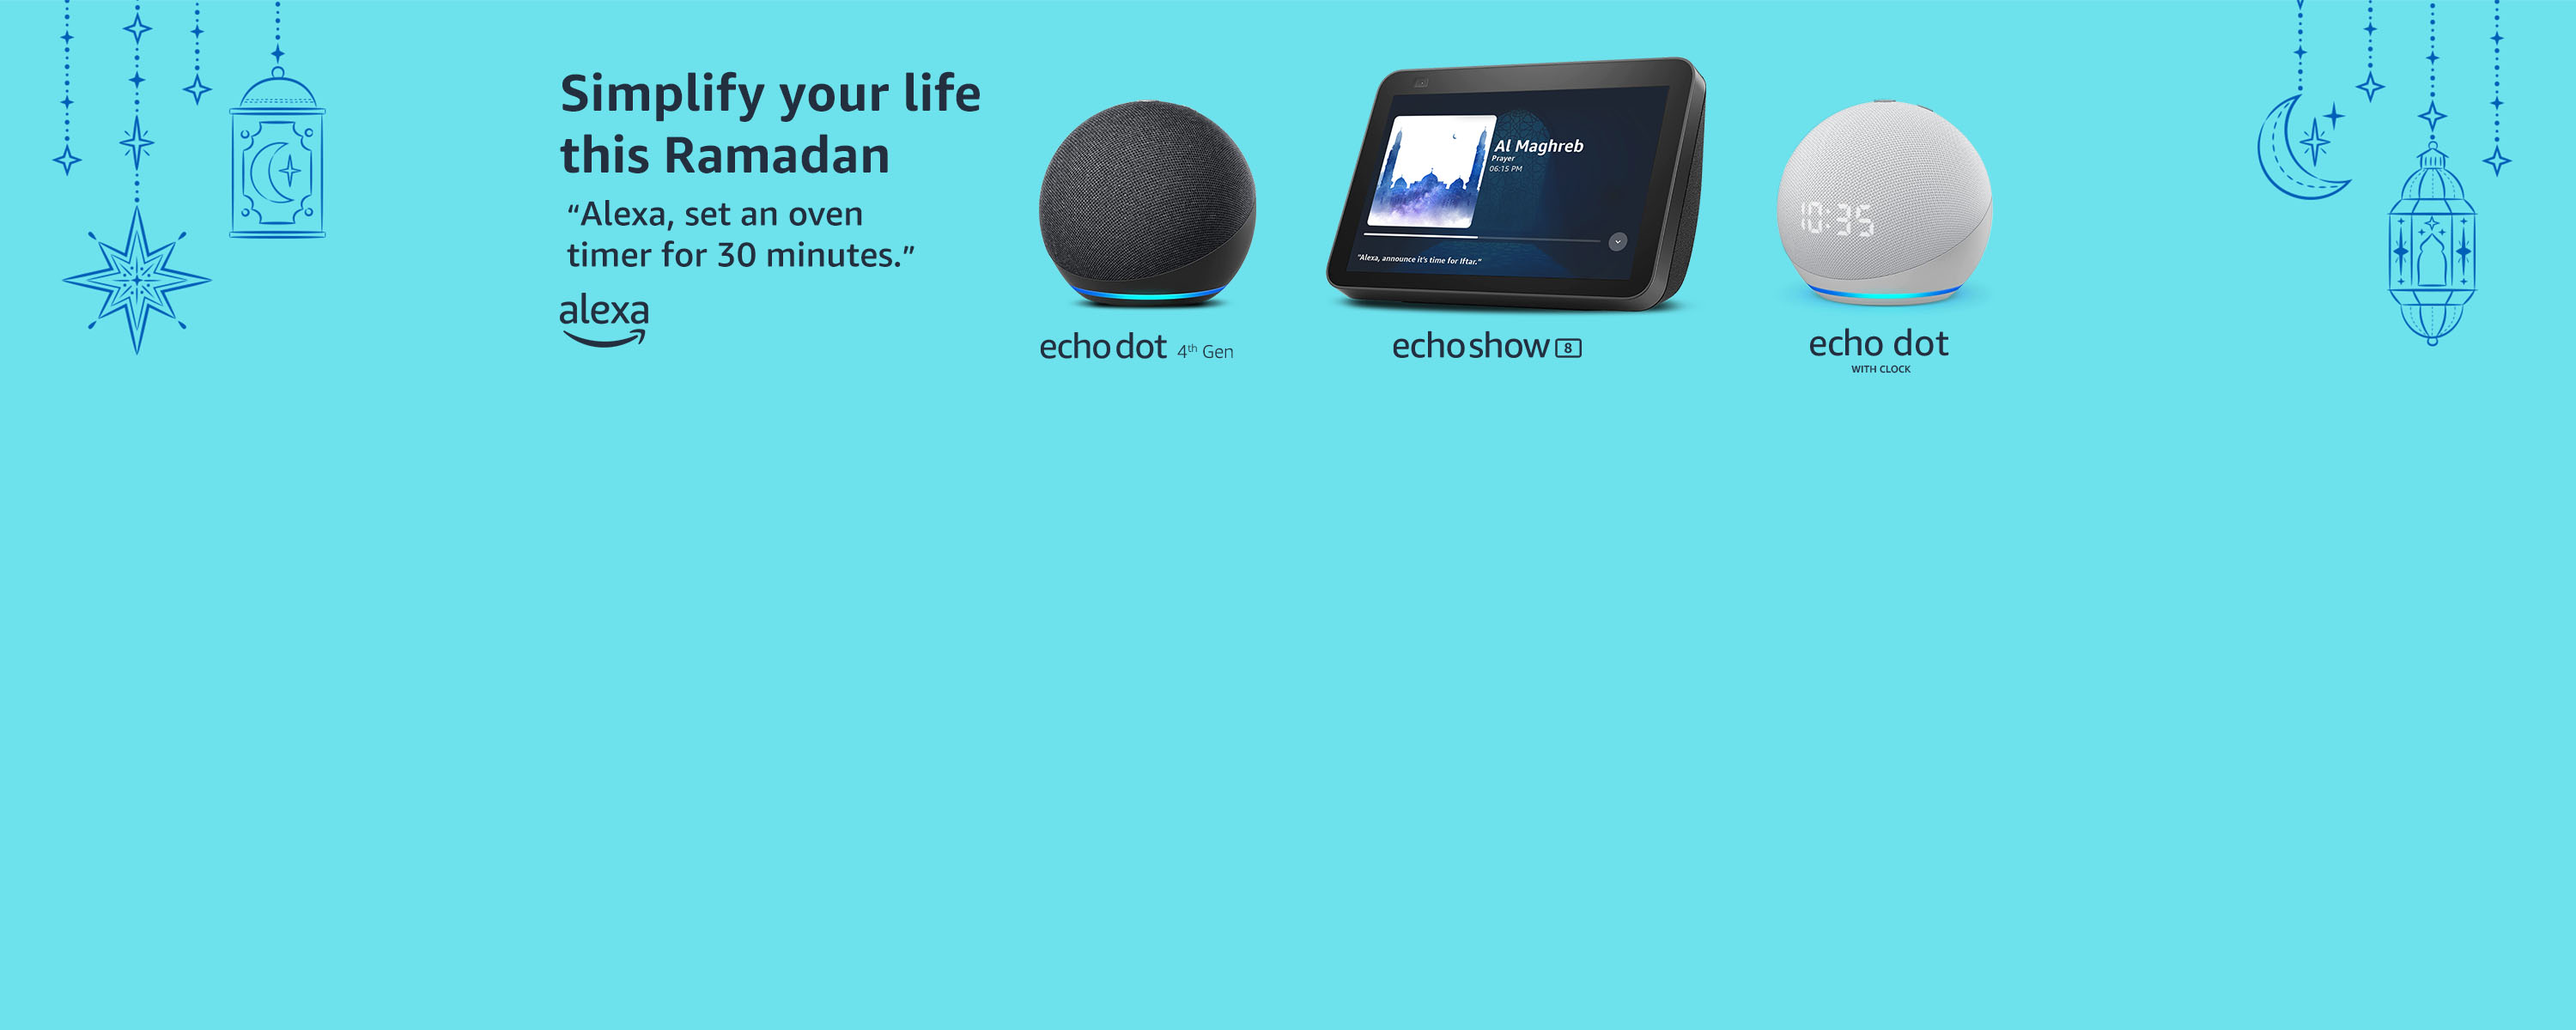 Simplify your life
this Ramadan
“Alexa, set an oven
timer for 30 minutes.”
alexa
Al Maghreb
Prayer
06:15 PM
"Alexa, announce it's time for Iftar."
10:35
echo dot 4th Gen
echo show 8
echo dot
WITH CLOCK